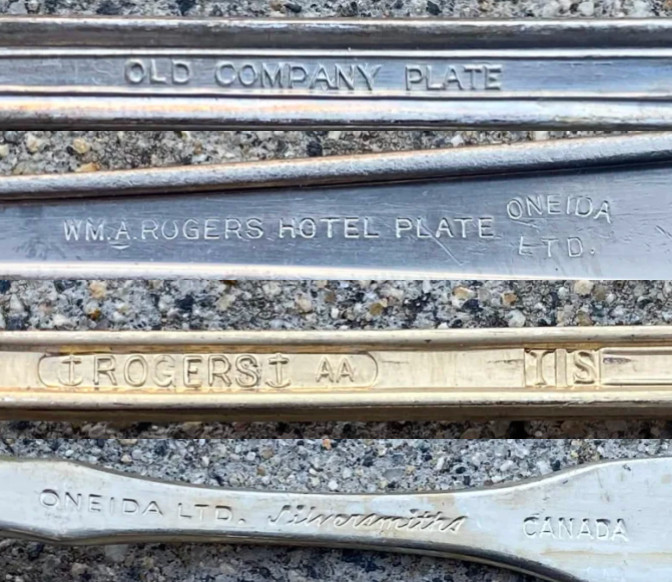 OLD COMPANY PLATE
WM.A.ROGERS HOTEL PLATE ONEIDA LTD.
ROGERS AA IS
ONEIDA LTD. Silversmiths CANADA